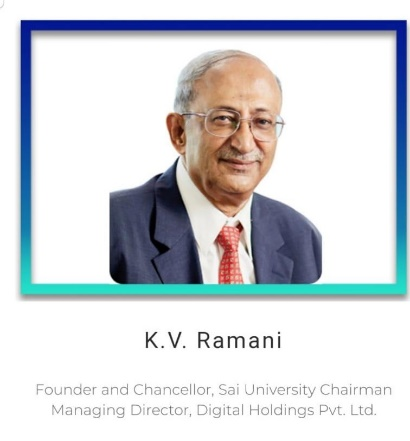 K.V. Ramani
Founder and Chancellor, Sai University Chairman
Managing Director, Digital Holdings Pvt. Ltd.